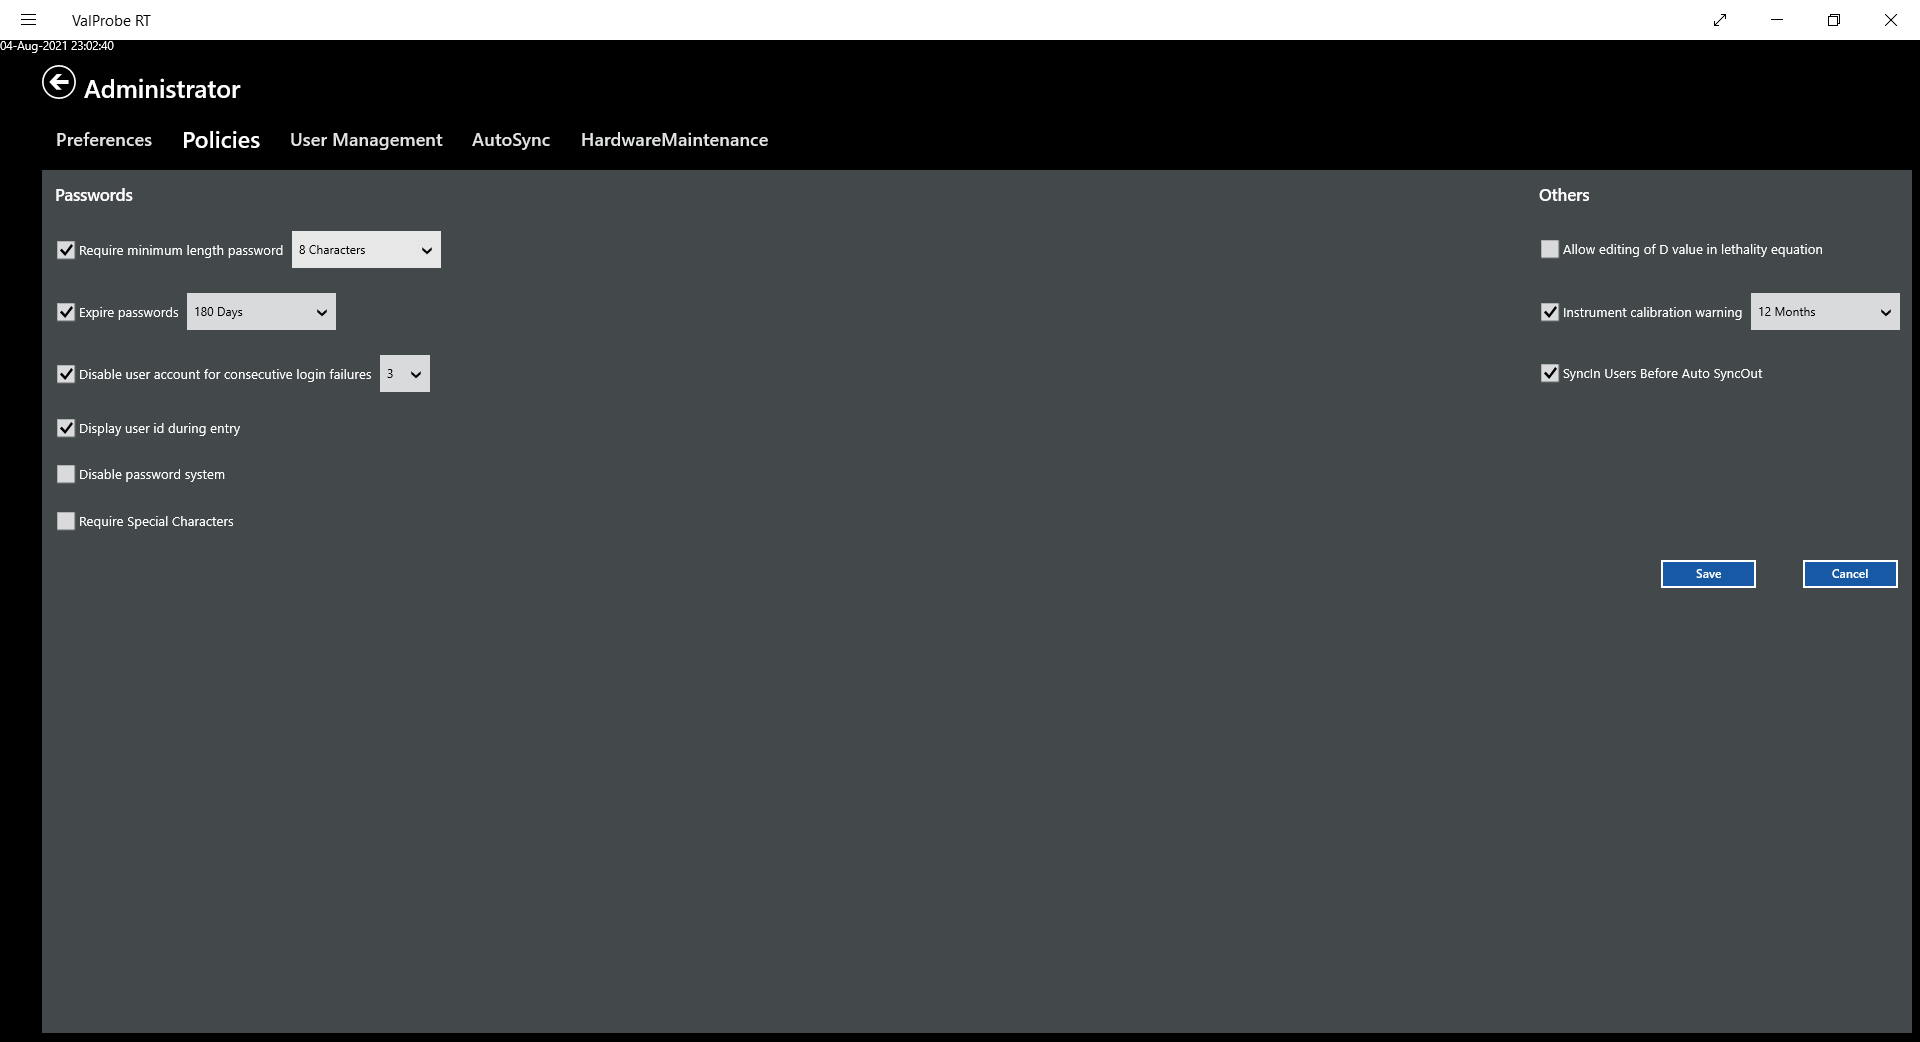 ValProbe RT
04-Aug-2021 23:02:40
Administrator
Preferences Policies User Management AutoSync HardwareMaintenance
Passwords
Require minimum length password 8 Characters
Expire passwords 180 Days
Disable user account for consecutive login failures 3
Display user id during entry
Disable password system
Require Special Characters
Others
Allow editing of D value in lethality equation
Instrument calibration warning 12 Months
SyncIn Users Before Auto SyncOut
Save Cancel